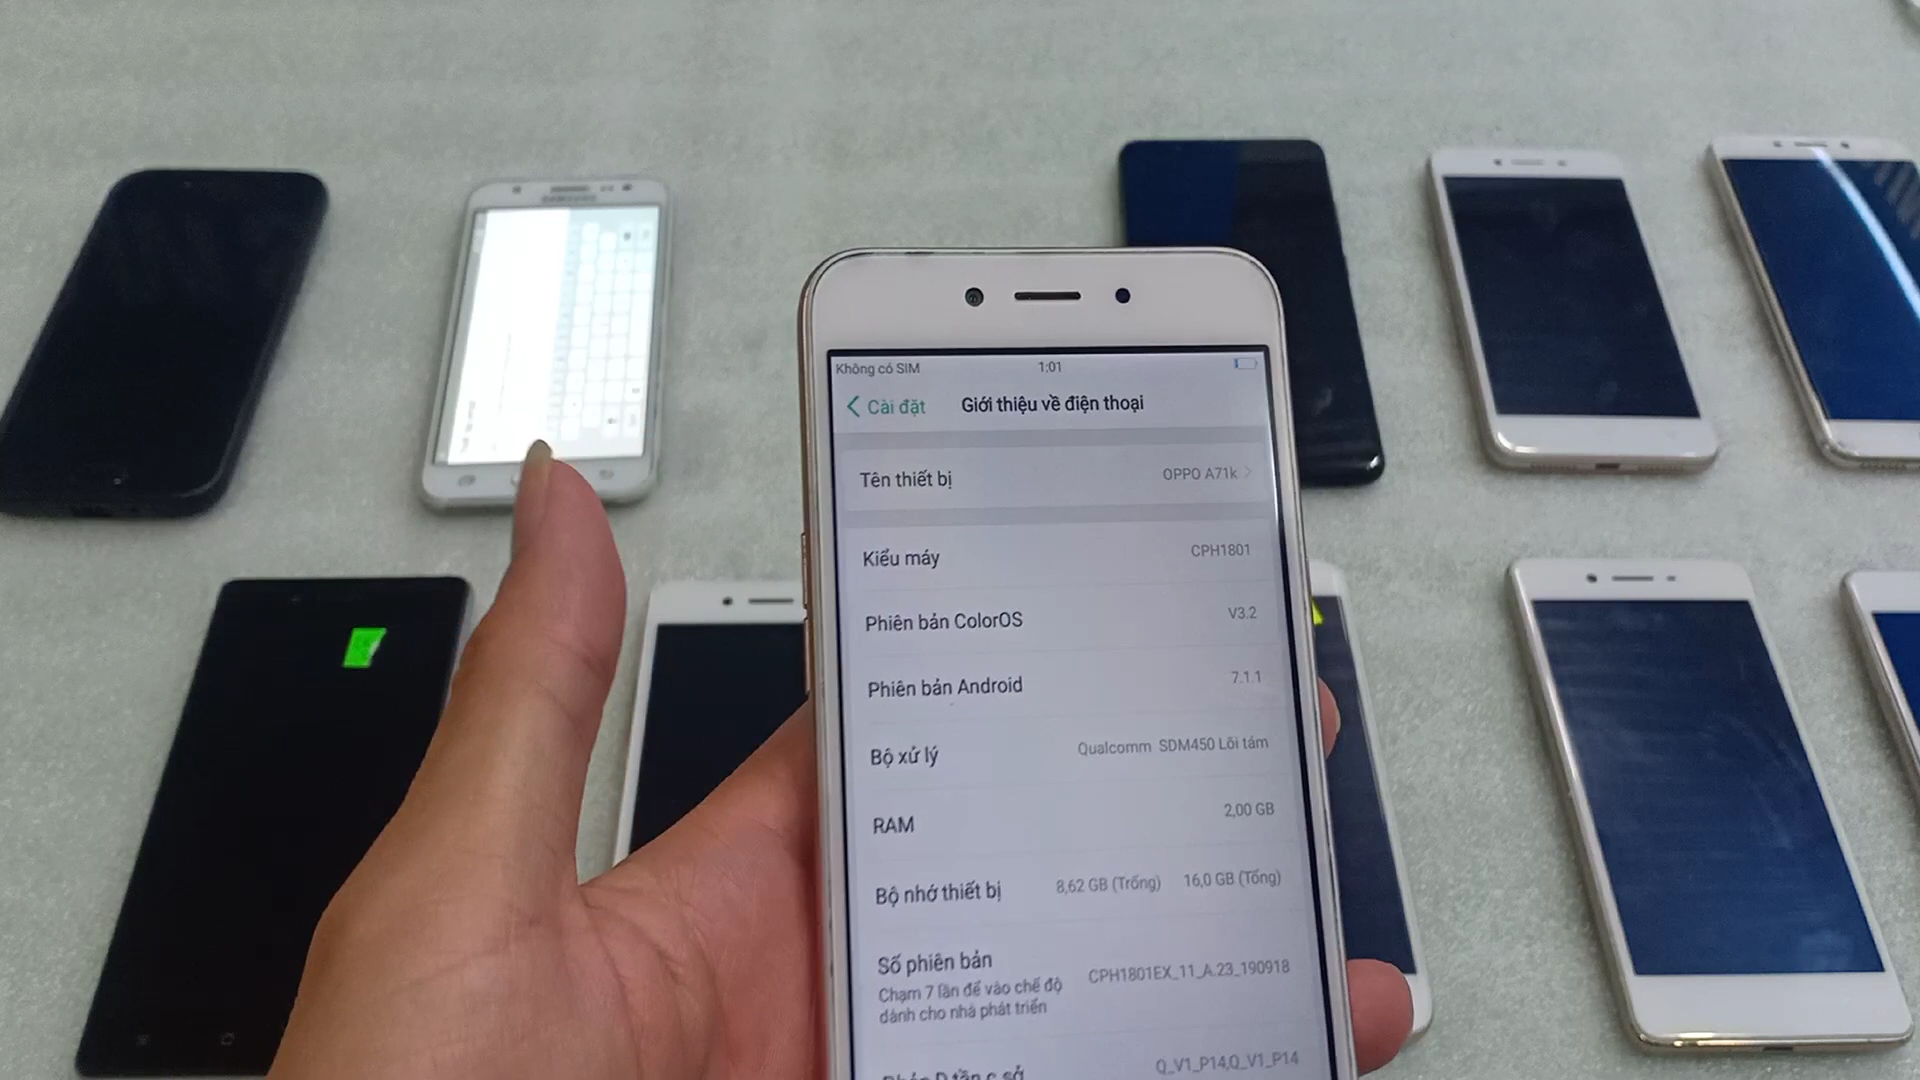 SAMSUNG
Không có SIM 1:01
Cài đặt Giới thiệu về điện thoại
Tên thiết bị OPPO A71k
Kiểu máy CPH1801
Phiên bản ColorOS V3.2
Phiên bản Android 7.1.1
Bộ xử lý Qualcomm SDM450 Lõi tám
RAM 2,00 GB
Bộ nhớ thiết bị 8,62 GB (Trống) 16,0 GB (Tổng)
Số phiên bản CPH1801EX_11_A.23_190918
Chạm 7 lần để vào chế độ
dành cho nhà phát triển
Q_V1_P14,Q_V1_P14